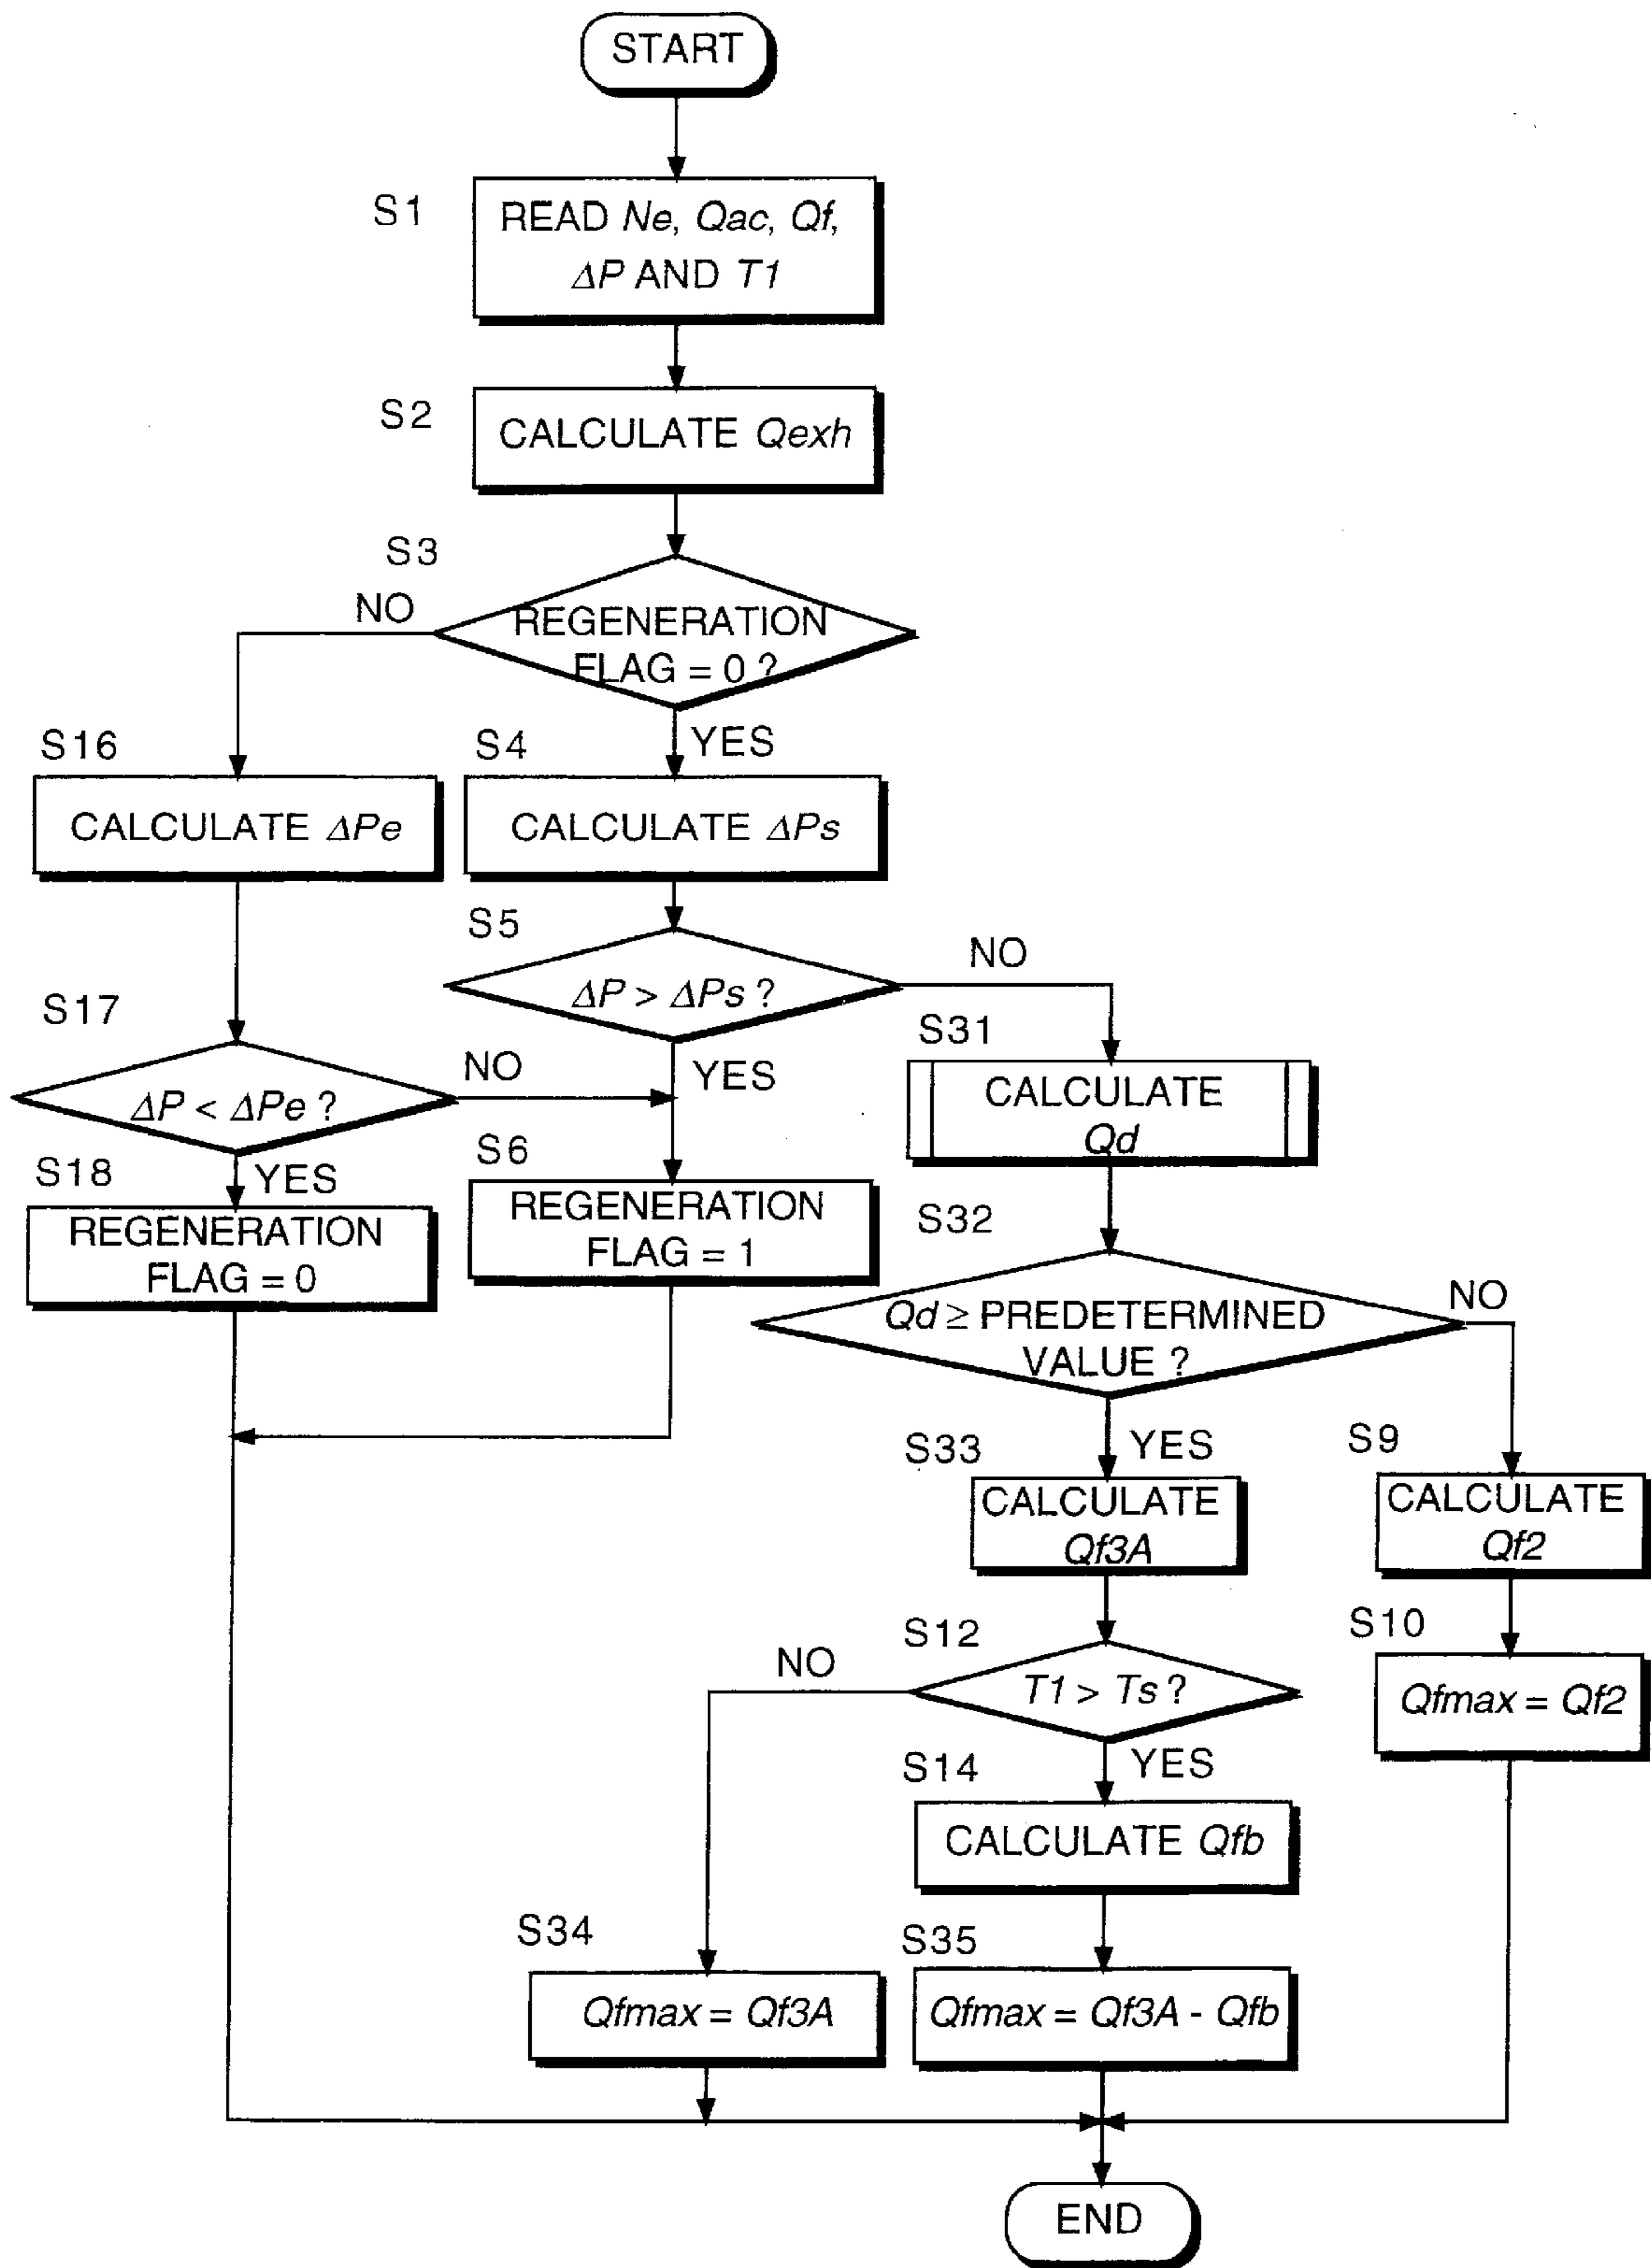 START
S1
READ Ne, Qac, Qf,
ΔP AND T1
S2
CALCULATE Qexh
S3
NO
REGENERATION
FLAG = 0 ?
YES
S16
CALCULATE ΔPe
S4
CALCULATE ΔPs
S5
ΔP > ΔPs ?
NO
YES
S17
ΔP < ΔPe ?
NO
YES
S31
CALCULATE
Qd
S18
REGENERATION
FLAG = 0
S6
REGENERATION
FLAG = 1
S32
Qd ≥ PREDETERMINED
VALUE ?
NO
YES
S33
CALCULATE
Qf3A
S9
CALCULATE
Qf2
S12
T1 > Ts ?
NO
YES
S10
Qfmax = Qf2
S14
CALCULATE Qfb
S34
Qfmax = Qf3A
S35
Qfmax = Qf3A - Qfb
END